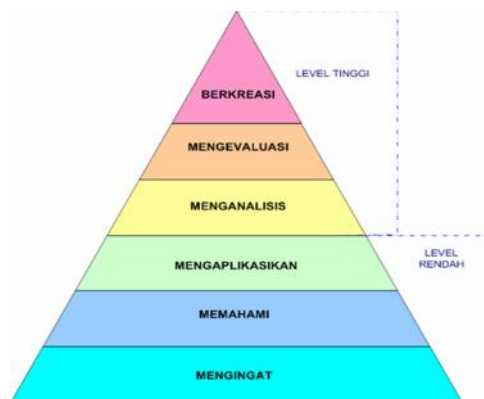 LEVEL TINGGI
BERKREASI
MENGEVALUASI
MENGANALISIS
LEVEL
RENDAH
MENGAPLIKASIKAN
MEMAHAMI
MENGINGAT